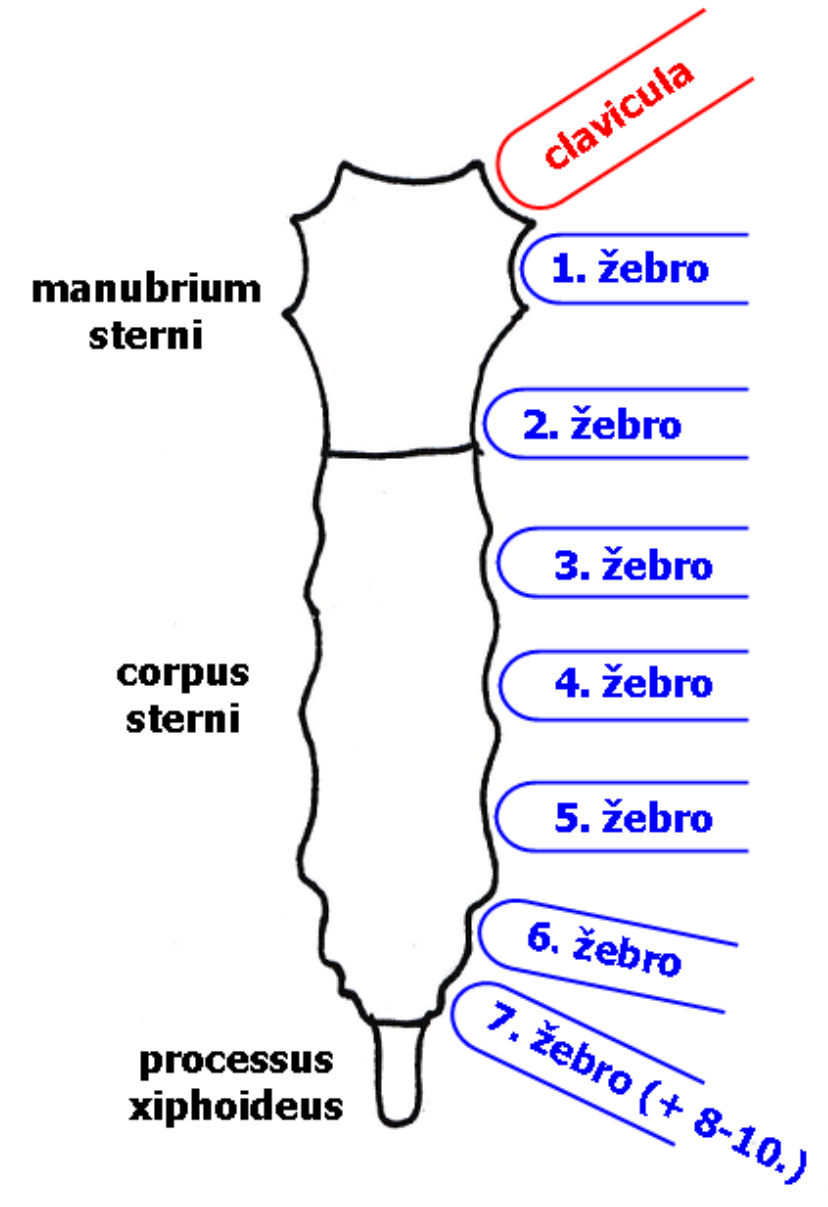 clavicula
1. žebro
manubrium
sterni
2. žebro
3. žebro
4. žebro
corpus
sterni
5. žebro
6. žebro
7. žebro (+ 8-10.)
processus
xiphoideus